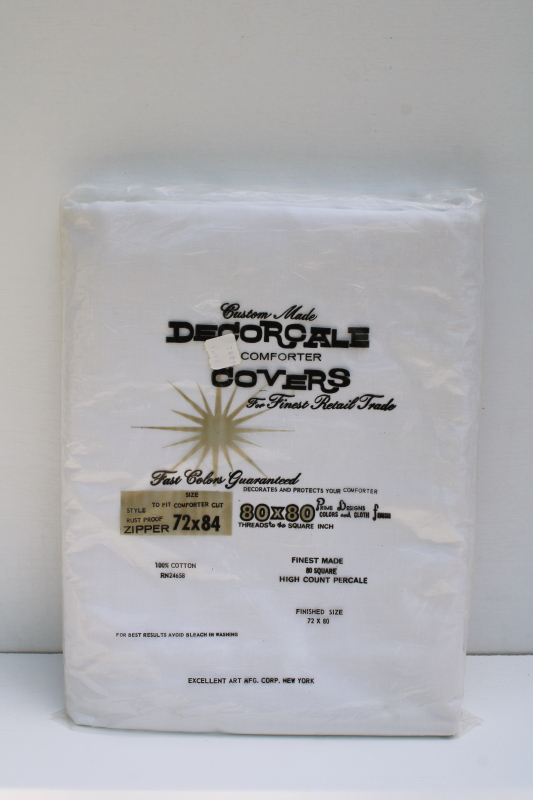 Custom Made
DECORCALE
COMFORTER
COVERS
For Finest Retail Trade
Fast Colors Guaranteed
DECORATES AND PROTECTS YOUR COMFORTER
SIZE
TO FIT COMFORTER CUT
STYLE
RUST PROOF
ZIPPER 72x84
80x80 Prime Designs
COLORS and CLOTH Finish
THREADS to the SQUARE INCH
100% COTTON
RN24658
FINEST MADE
80 SQUARE
HIGH COUNT PERCALE
FINISHED SIZE
72 X 80
FOR BEST RESULTS AVOID BLEACH IN WASHING
EXCELLENT ART MFG. CORP. NEW YORK